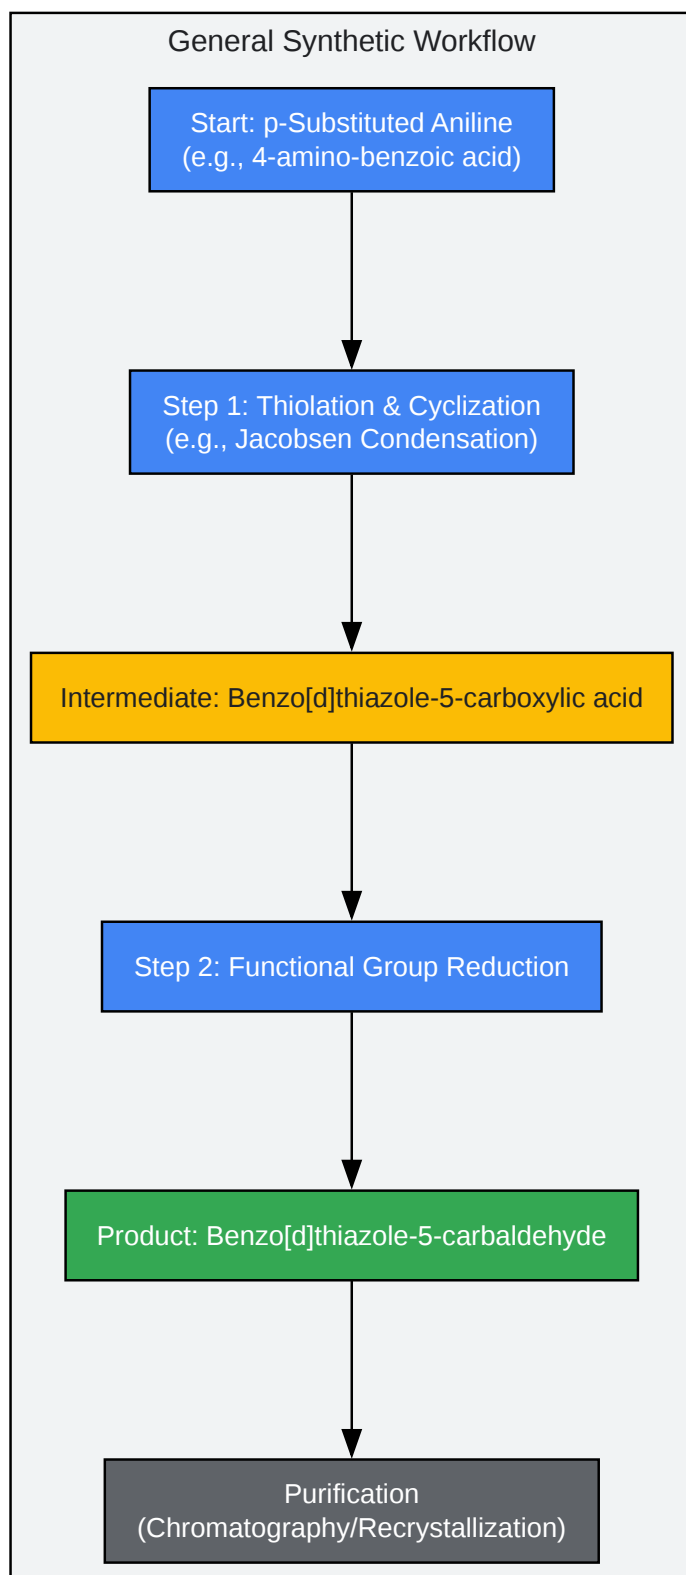 General Synthetic Workflow
Start: p-Substituted Aniline
(e.g., 4-amino-benzoic acid)
Step 1: Thiolation & Cyclization
(e.g., Jacobsen Condensation)
Intermediate: Benzo[d]thiazole-5-carboxylic acid
Step 2: Functional Group Reduction
Product: Benzo[d]thiazole-5-carbaldehyde
Purification
(Chromatography/Recrystallization)